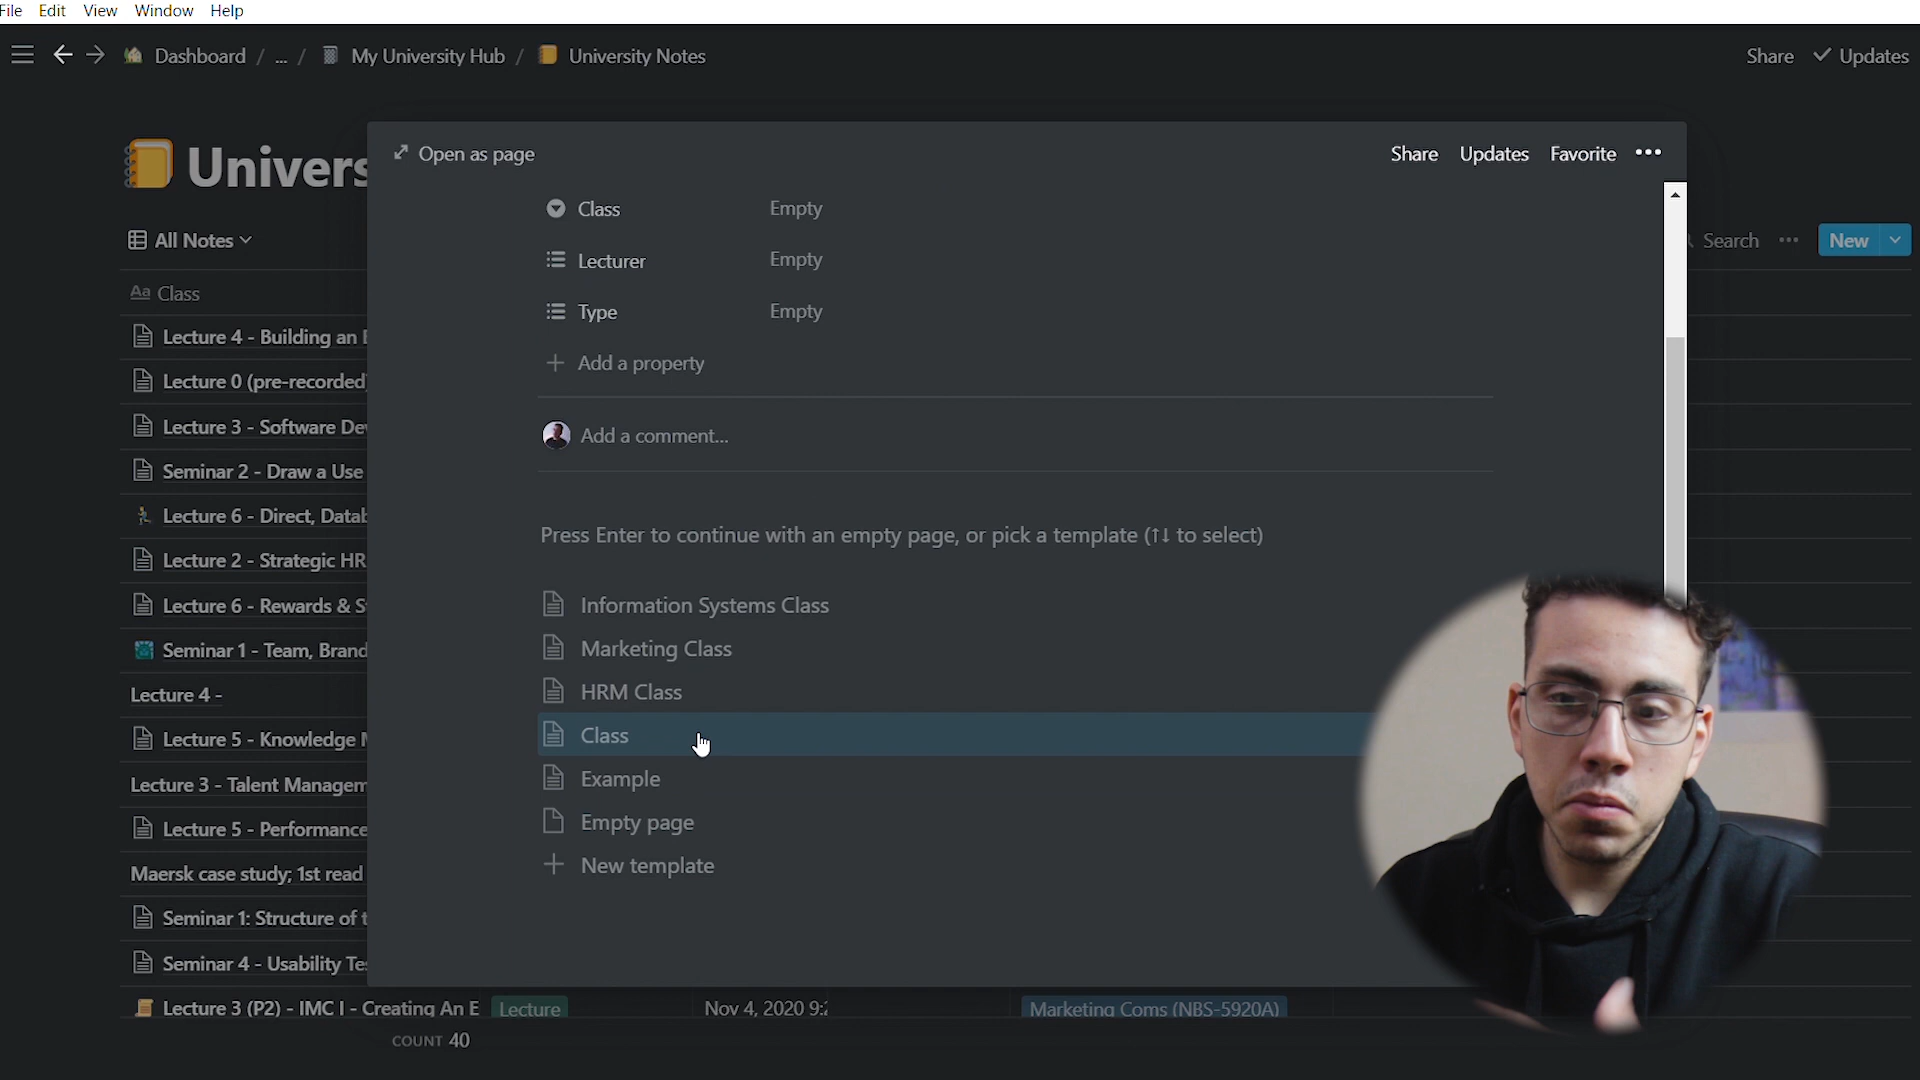 File Edit View Window Help
Dashboard / ... / My University Hub / University Notes
Share Updates
Univers
Open as page
Share Updates Favorite •••
Class Empty
Lecturer Empty
Type Empty
+ Add a property
Add a comment...
Press Enter to continue with an empty page, or pick a template (↑↓ to select)
Information Systems Class
Marketing Class
HRM Class
Class
Example
Empty page
+ New template
All Notes
Search ••• New
Aa Class
Lecture 4 - Building an
Lecture 0 (pre-recorded)
Lecture 3 - Software De
Seminar 2 - Draw a Use
Lecture 6 - Direct, Datab
Lecture 2 - Strategic HR
Lecture 6 - Rewards & S
Seminar 1 - Team, Brand
Lecture 4 -
Lecture 5 - Knowledge
Lecture 3 - Talent Managem
Lecture 5 - Performance
Maersk case study; 1st read
Seminar 1: Structure of t
Seminar 4 - Usability Te
Lecture 3 (P2) - IMC I - Creating An E Lecture Nov 4, 2020 9:2 Marketing Coms (NBS-5920A)
COUNT 40